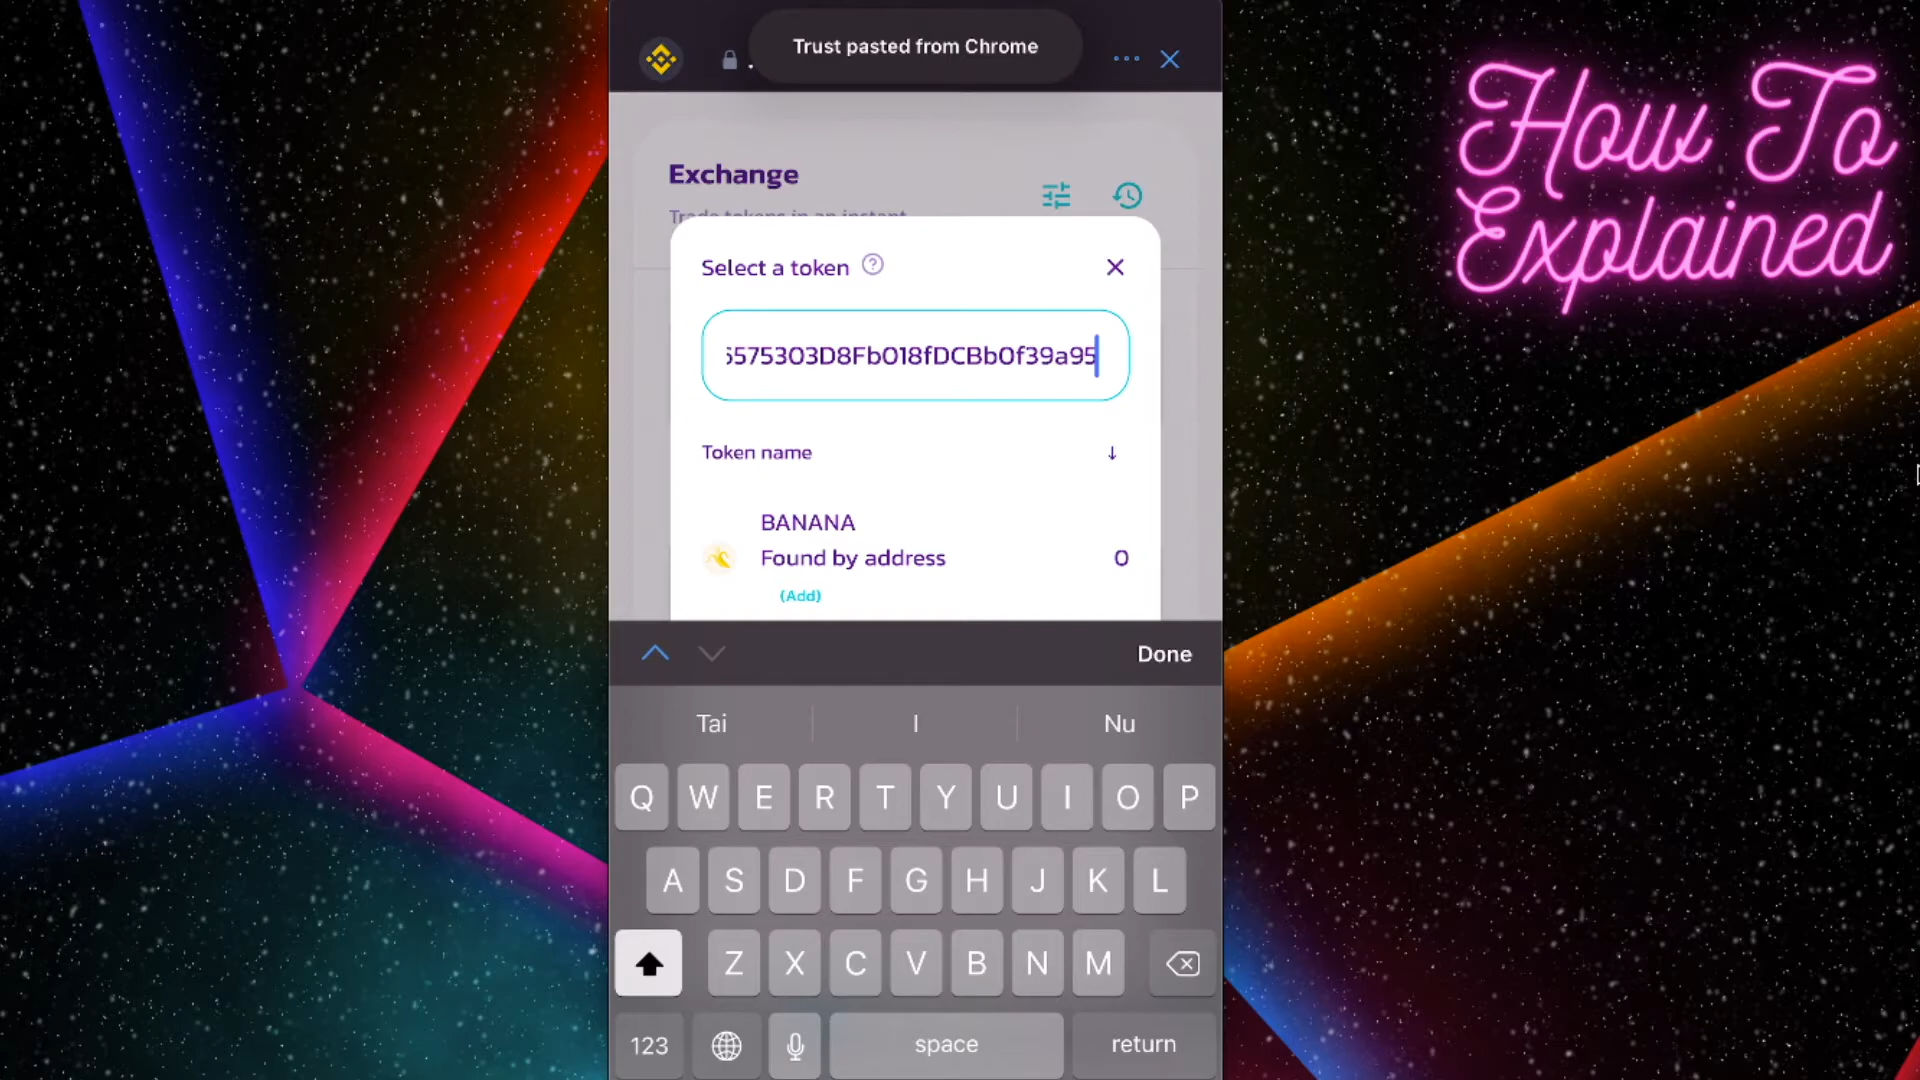 Trust pasted from Chrome
How To
Explained
Exchange
Trade tokens in an instant
Select a token
5575303D8Fb018fDCBb0f39a95
Token name
BANANA
Found by address
0
(Add)
Done
Tai
I
Nu
Q W E R T Y U I O P
A S D F G H J K L
Z X C V B N M
123
space
return